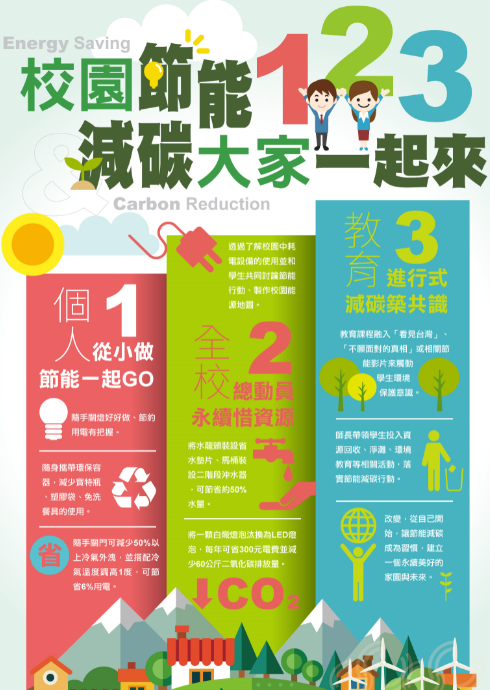 Energy Saving
校園節能123
&減碳大家一起來
Carbon Reduction
個人1從小做
節能一起GO
隨手關燈好好做、節約
用電有把握。
隨身攜帶環保容
器，減少寶特瓶
、塑膠袋、免洗
餐具的使用。
省
隨手關門可減少50%以
上冷氣外洩，並搭配冷
氣溫度調高1度，可節
省6%用電。
透過了解校園中耗
電設備的使用並和
學生共同討論節能
行動、製作校園能
源地圖。
全校2總動員
永續惜資源
將水龍頭裝設省
水墊片、馬桶裝
設二階段沖水器
，可節省約50%
水量。
將一顆白熾燈泡汰換為LED燈
泡，每年可省300元電費並減
少60公斤二氧化碳排放量。
CO2
教育3進行式
減碳築共識
教育課程融入「看見台灣」、
「不願面對的真相」或相關節
能影片來觸動
學生環境
保護意識。
師長帶領學生投入資
源回收、淨灘、環境
教育等相關活動，落
實節能減碳行動。
改變，從自己開
始，讓節能減碳
成為習慣，建立
一個永續美好的
家園與未來。